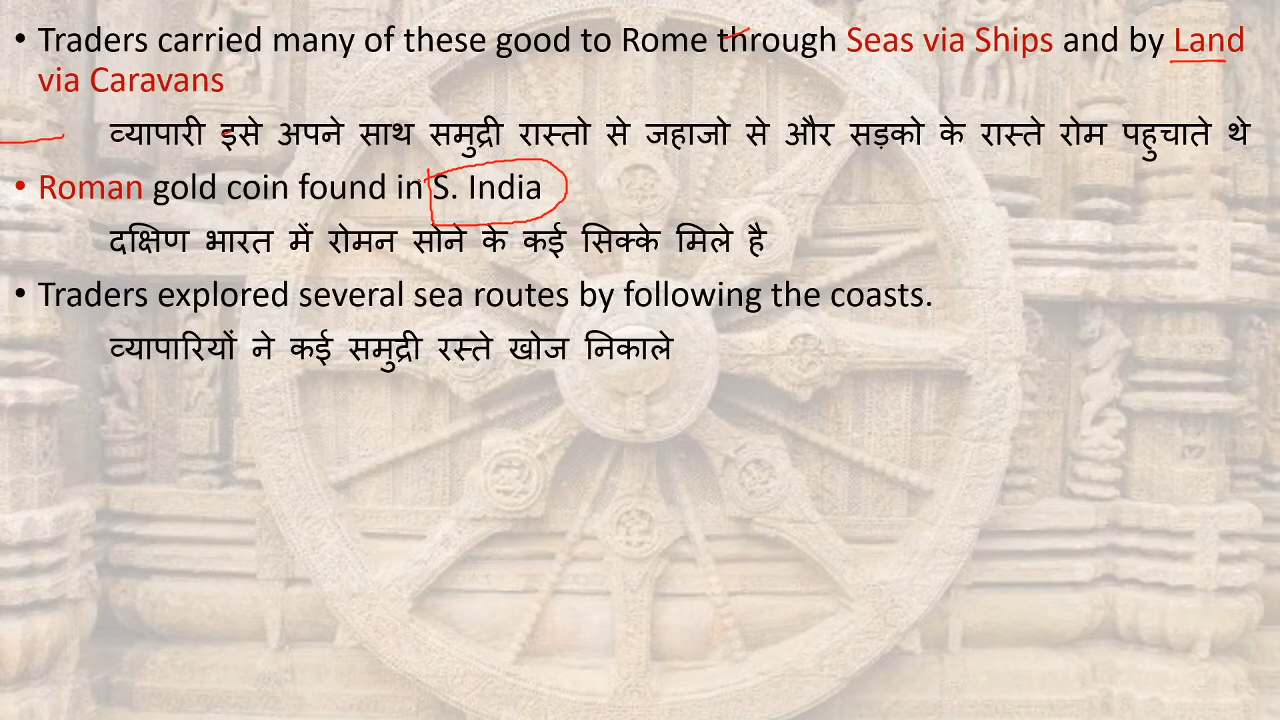 • Traders carried many of these good to Rome through Seas via Ships and by Land
via Caravans
व्यापारी इसे अपने साथ समुद्री रास्तो से जहाजो से और सड़को के रास्ते रोम पहुचाते थे
• Roman gold coin found in S. India
दक्षिण भारत में रोमन सोने के कई सिक्के मिले है
• Traders explored several sea routes by following the coasts.
व्यापारियों ने कई समुद्री रस्ते खोज निकाले